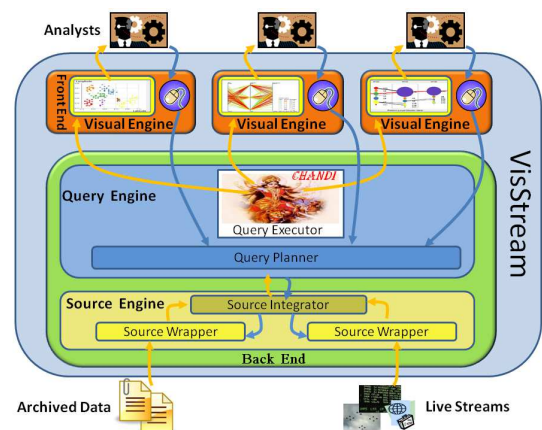 Analysts
Front End
Visual Engine
Visual Engine
Visual Engine
VisStream
CHANDI
Query Engine
Query Executor
Query Planner
Source Engine
Source Integrator
Source Wrapper
Source Wrapper
Back End
Archived Data
Live Streams